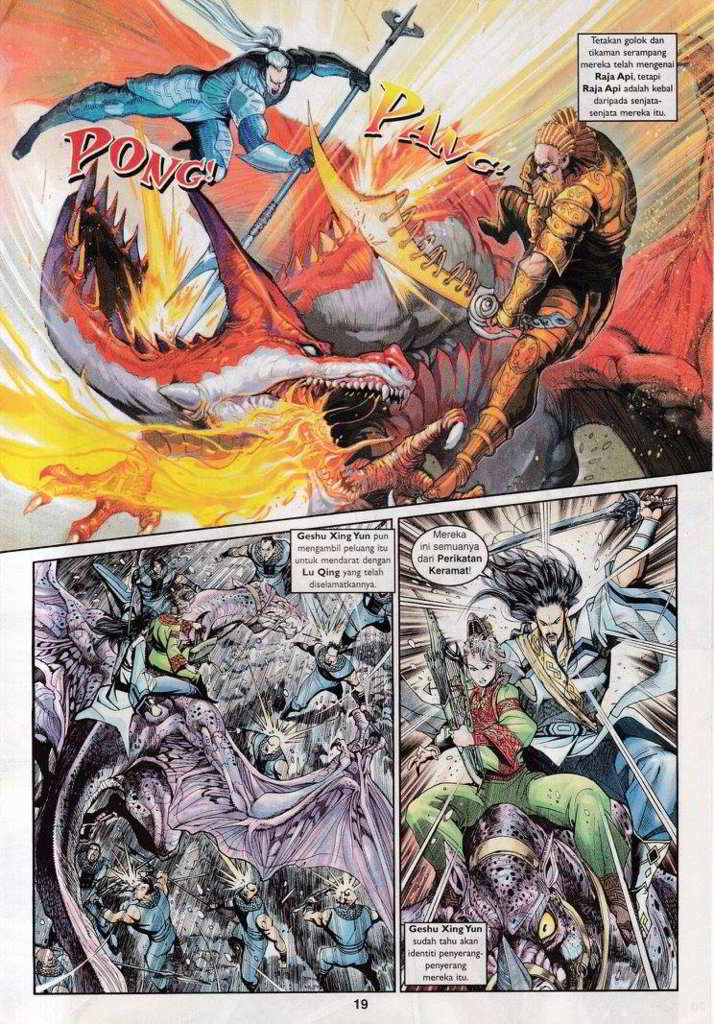 Tetakan golok dan
tikaman serampang
mereka telah mengenai
Raja Api, tetapi
Raja Api adalah kebal
daripada senjata-
senjata mereka itu.
PONG!
PANG!
Geshu Xing Yun pun
mengambil peluang itu
untuk mendarat dengan
Lu Qing yang telah
diselamatkannya.
Mereka
ini semuanya
dari Perikatan
Keramat!
Geshu Xing Yun
sudah tahu akan
identiti penyerang-
penyerang
mereka itu.
19